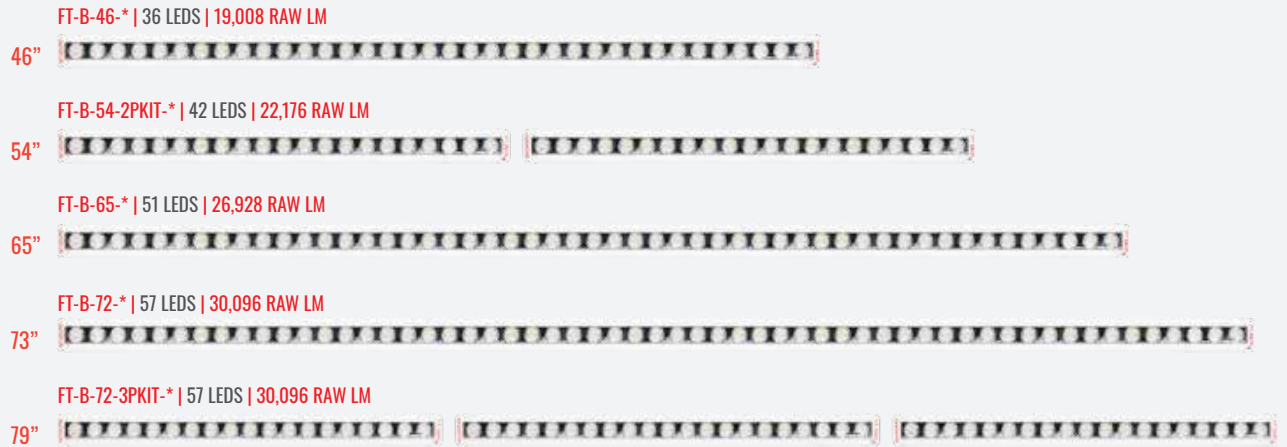 FT-B-46-* | 36 LEDS | 19,008 RAW LM
46”
FT-B-54-2PKIT-* | 42 LEDS | 22,176 RAW LM
54”
FT-B-65-* | 51 LEDS | 26,928 RAW LM
65”
FT-B-72-* | 57 LEDS | 30,096 RAW LM
73”
FT-B-72-3PKIT-* | 57 LEDS | 30,096 RAW LM
79”